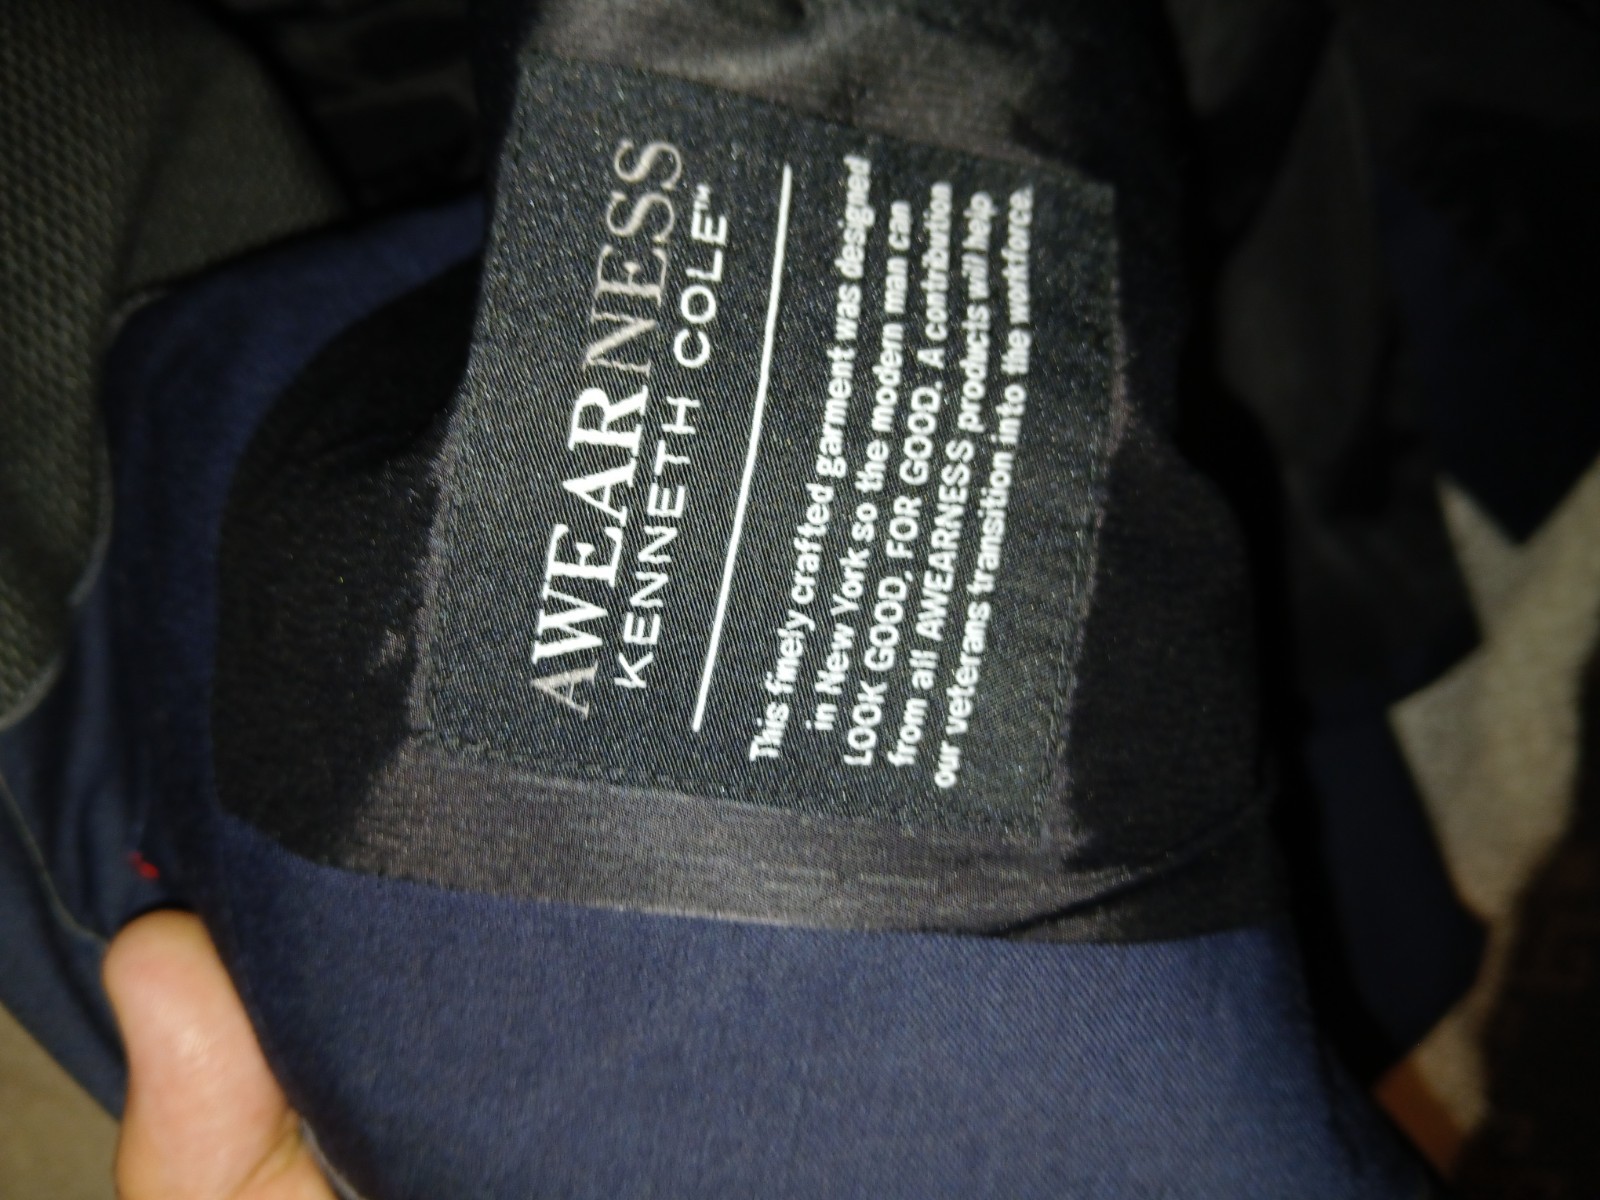 AWEARNESS
KENNETH COLE™
This finely crafted garment was designed
in New York so the modern man can
LOOK GOOD, FOR GOOD. A contribution
from all AWEARNESS products will help
our veterans transition into the workforce.